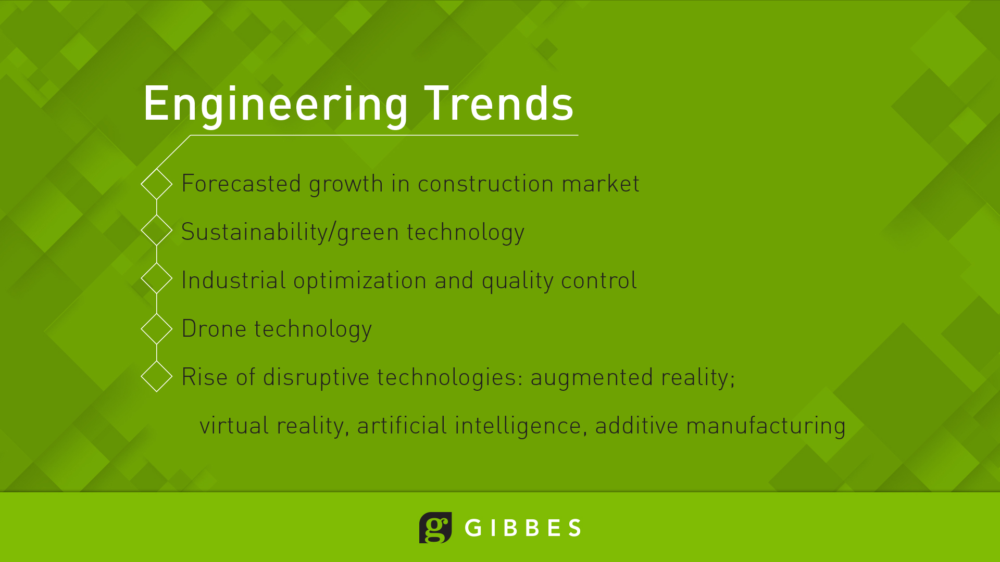 Engineering Trends
Forecasted growth in construction market
Sustainability/green technology
Industrial optimization and quality control
Drone technology
Rise of disruptive technologies: augmented reality;
virtual reality, artificial intelligence, additive manufacturing
g GIBBES